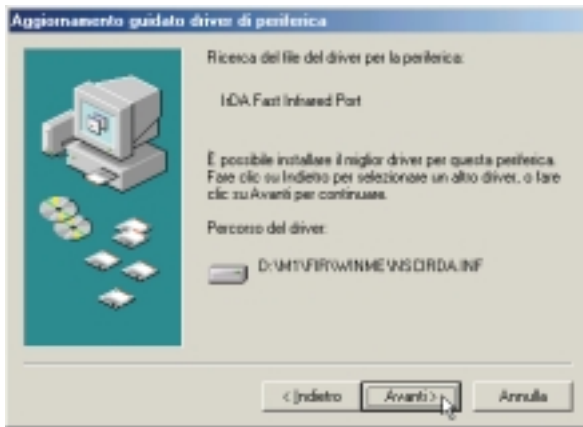 Aggiornamento guidato driver di periferica
Ricerca del file del driver per la periferica:
IrDA Fast Infrared Port
È possibile installare il miglior driver per questa periferica.
Fare clic su Indietro per selezionare un altro driver, o fare
clic su Avanti per continuare.
Percorso del driver:
D:\M1\FIR\WINME\NSCIRDA.INF
< Indietro
Avanti >
Annulla